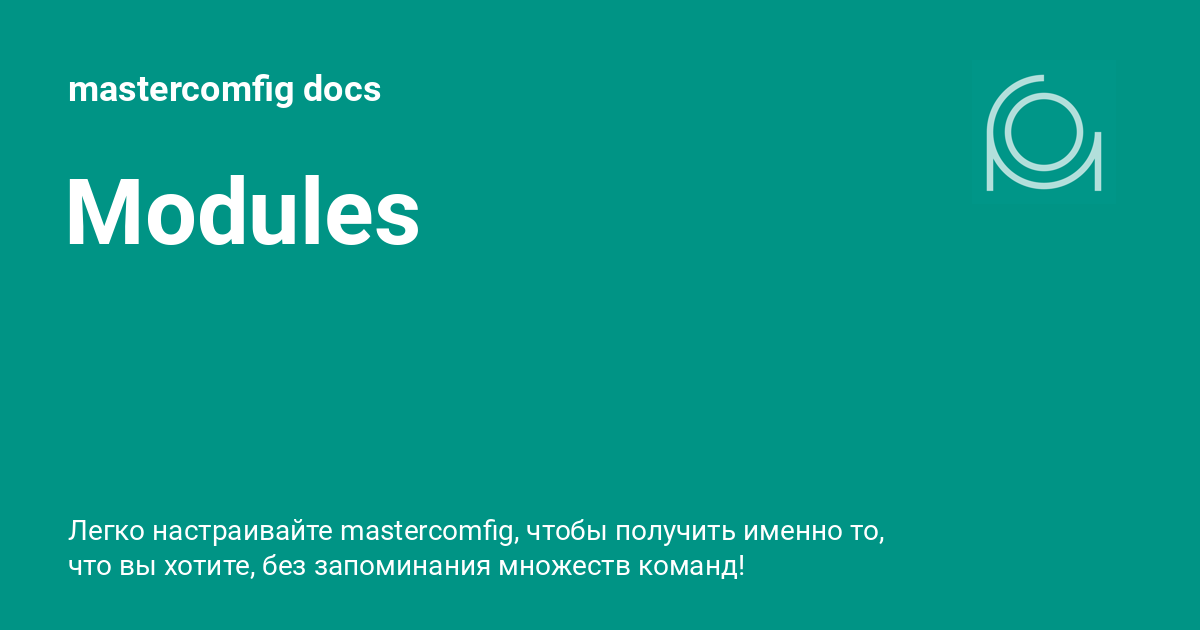 mastercomfig docs
Modules
Легко настраивайте mastercomfig, чтобы получить именно то,
что вы хотите, без запоминания множеств команд!